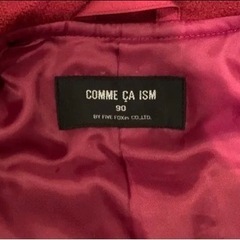 COMME ÇA ISM
90
BY FIVE FOXes CO.,LTD.